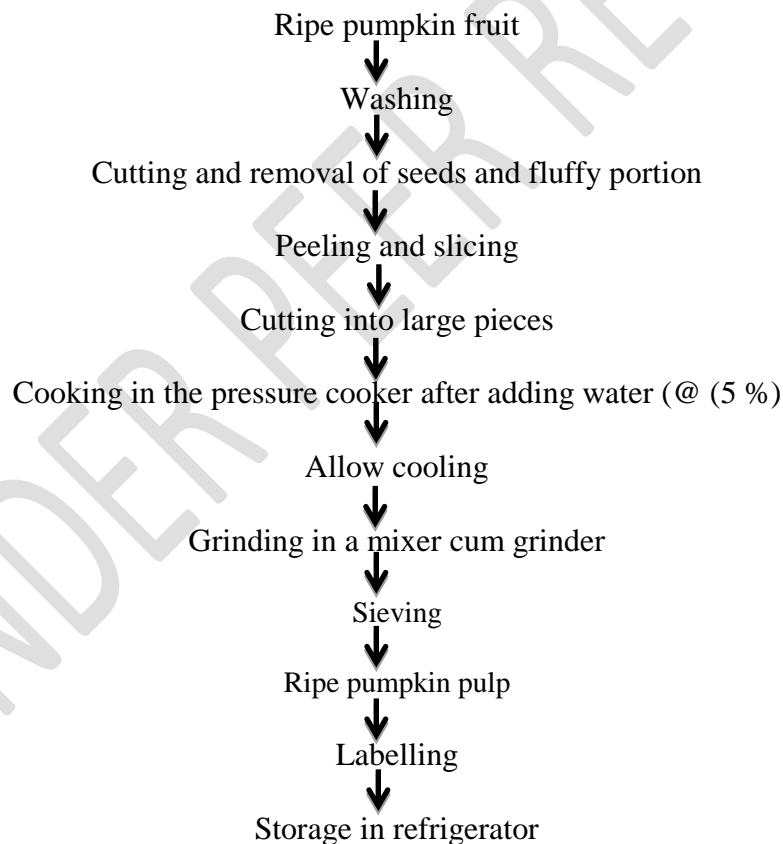 Ripe pumpkin fruit
Washing
Cutting and removal of seeds and fluffy portion
Peeling and slicing
Cutting into large pieces
Cooking in the pressure cooker after adding water (@ (5 %)
Allow cooling
Grinding in a mixer cum grinder
Sieving
Ripe pumpkin pulp
Labelling
Storage in refrigerator
NDER PEER RE